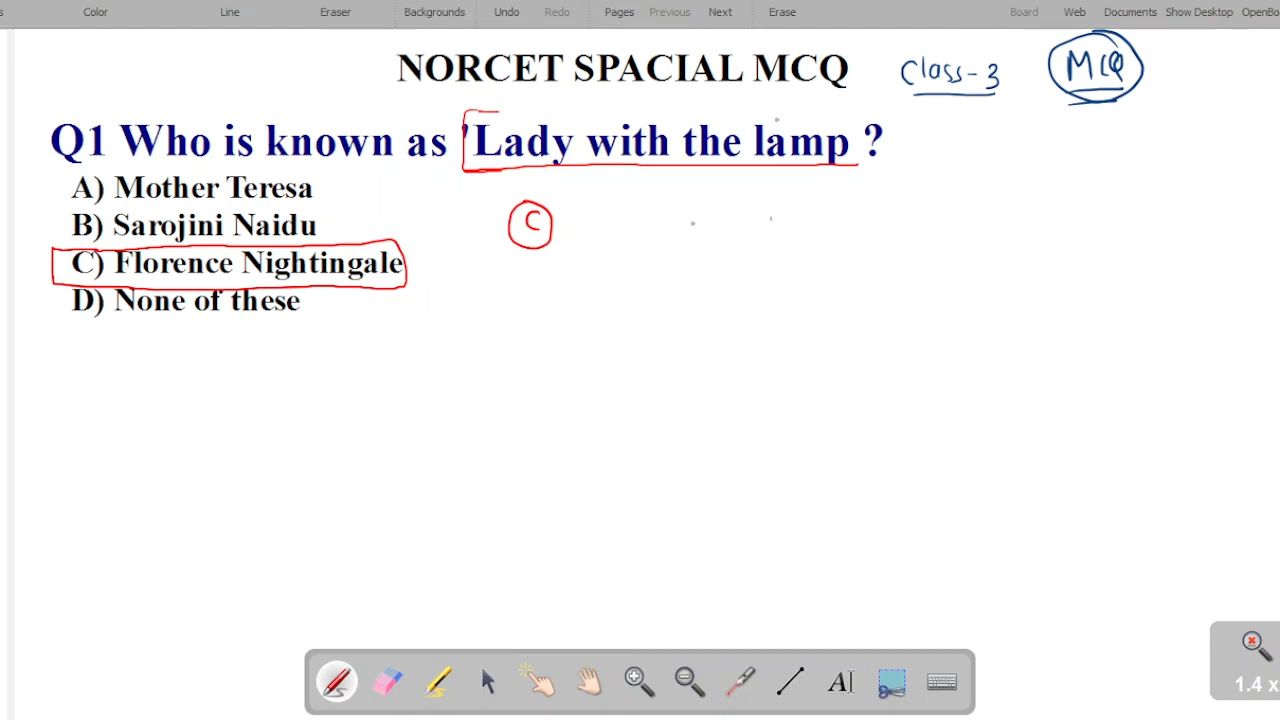 Color Line Eraser Backgrounds Undo Redo Pages Previous Next Erase Board Web Documents Show Desktop OpenBo
NORCET SPACIAL MCQ Class-3 MCQ
Q1 Who is known as 'Lady with the lamp ?
A) Mother Teresa
B) Sarojini Naidu
C
C) Florence Nightingale
D) None of these
1.4 x